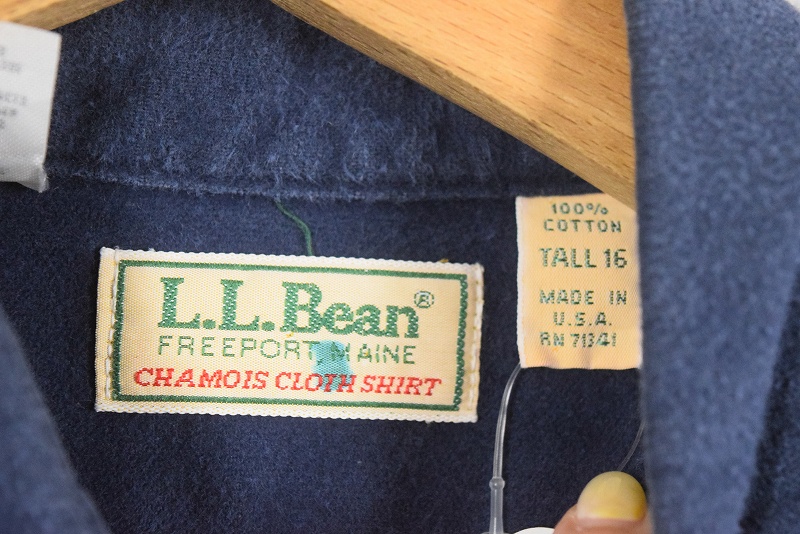 L.L.Bean®
FREEPORT, MAINE
CHAMOIS CLOTH SHIRT
100%
COTTON
TALL 16
MADE IN
U.S.A.
RN 71341